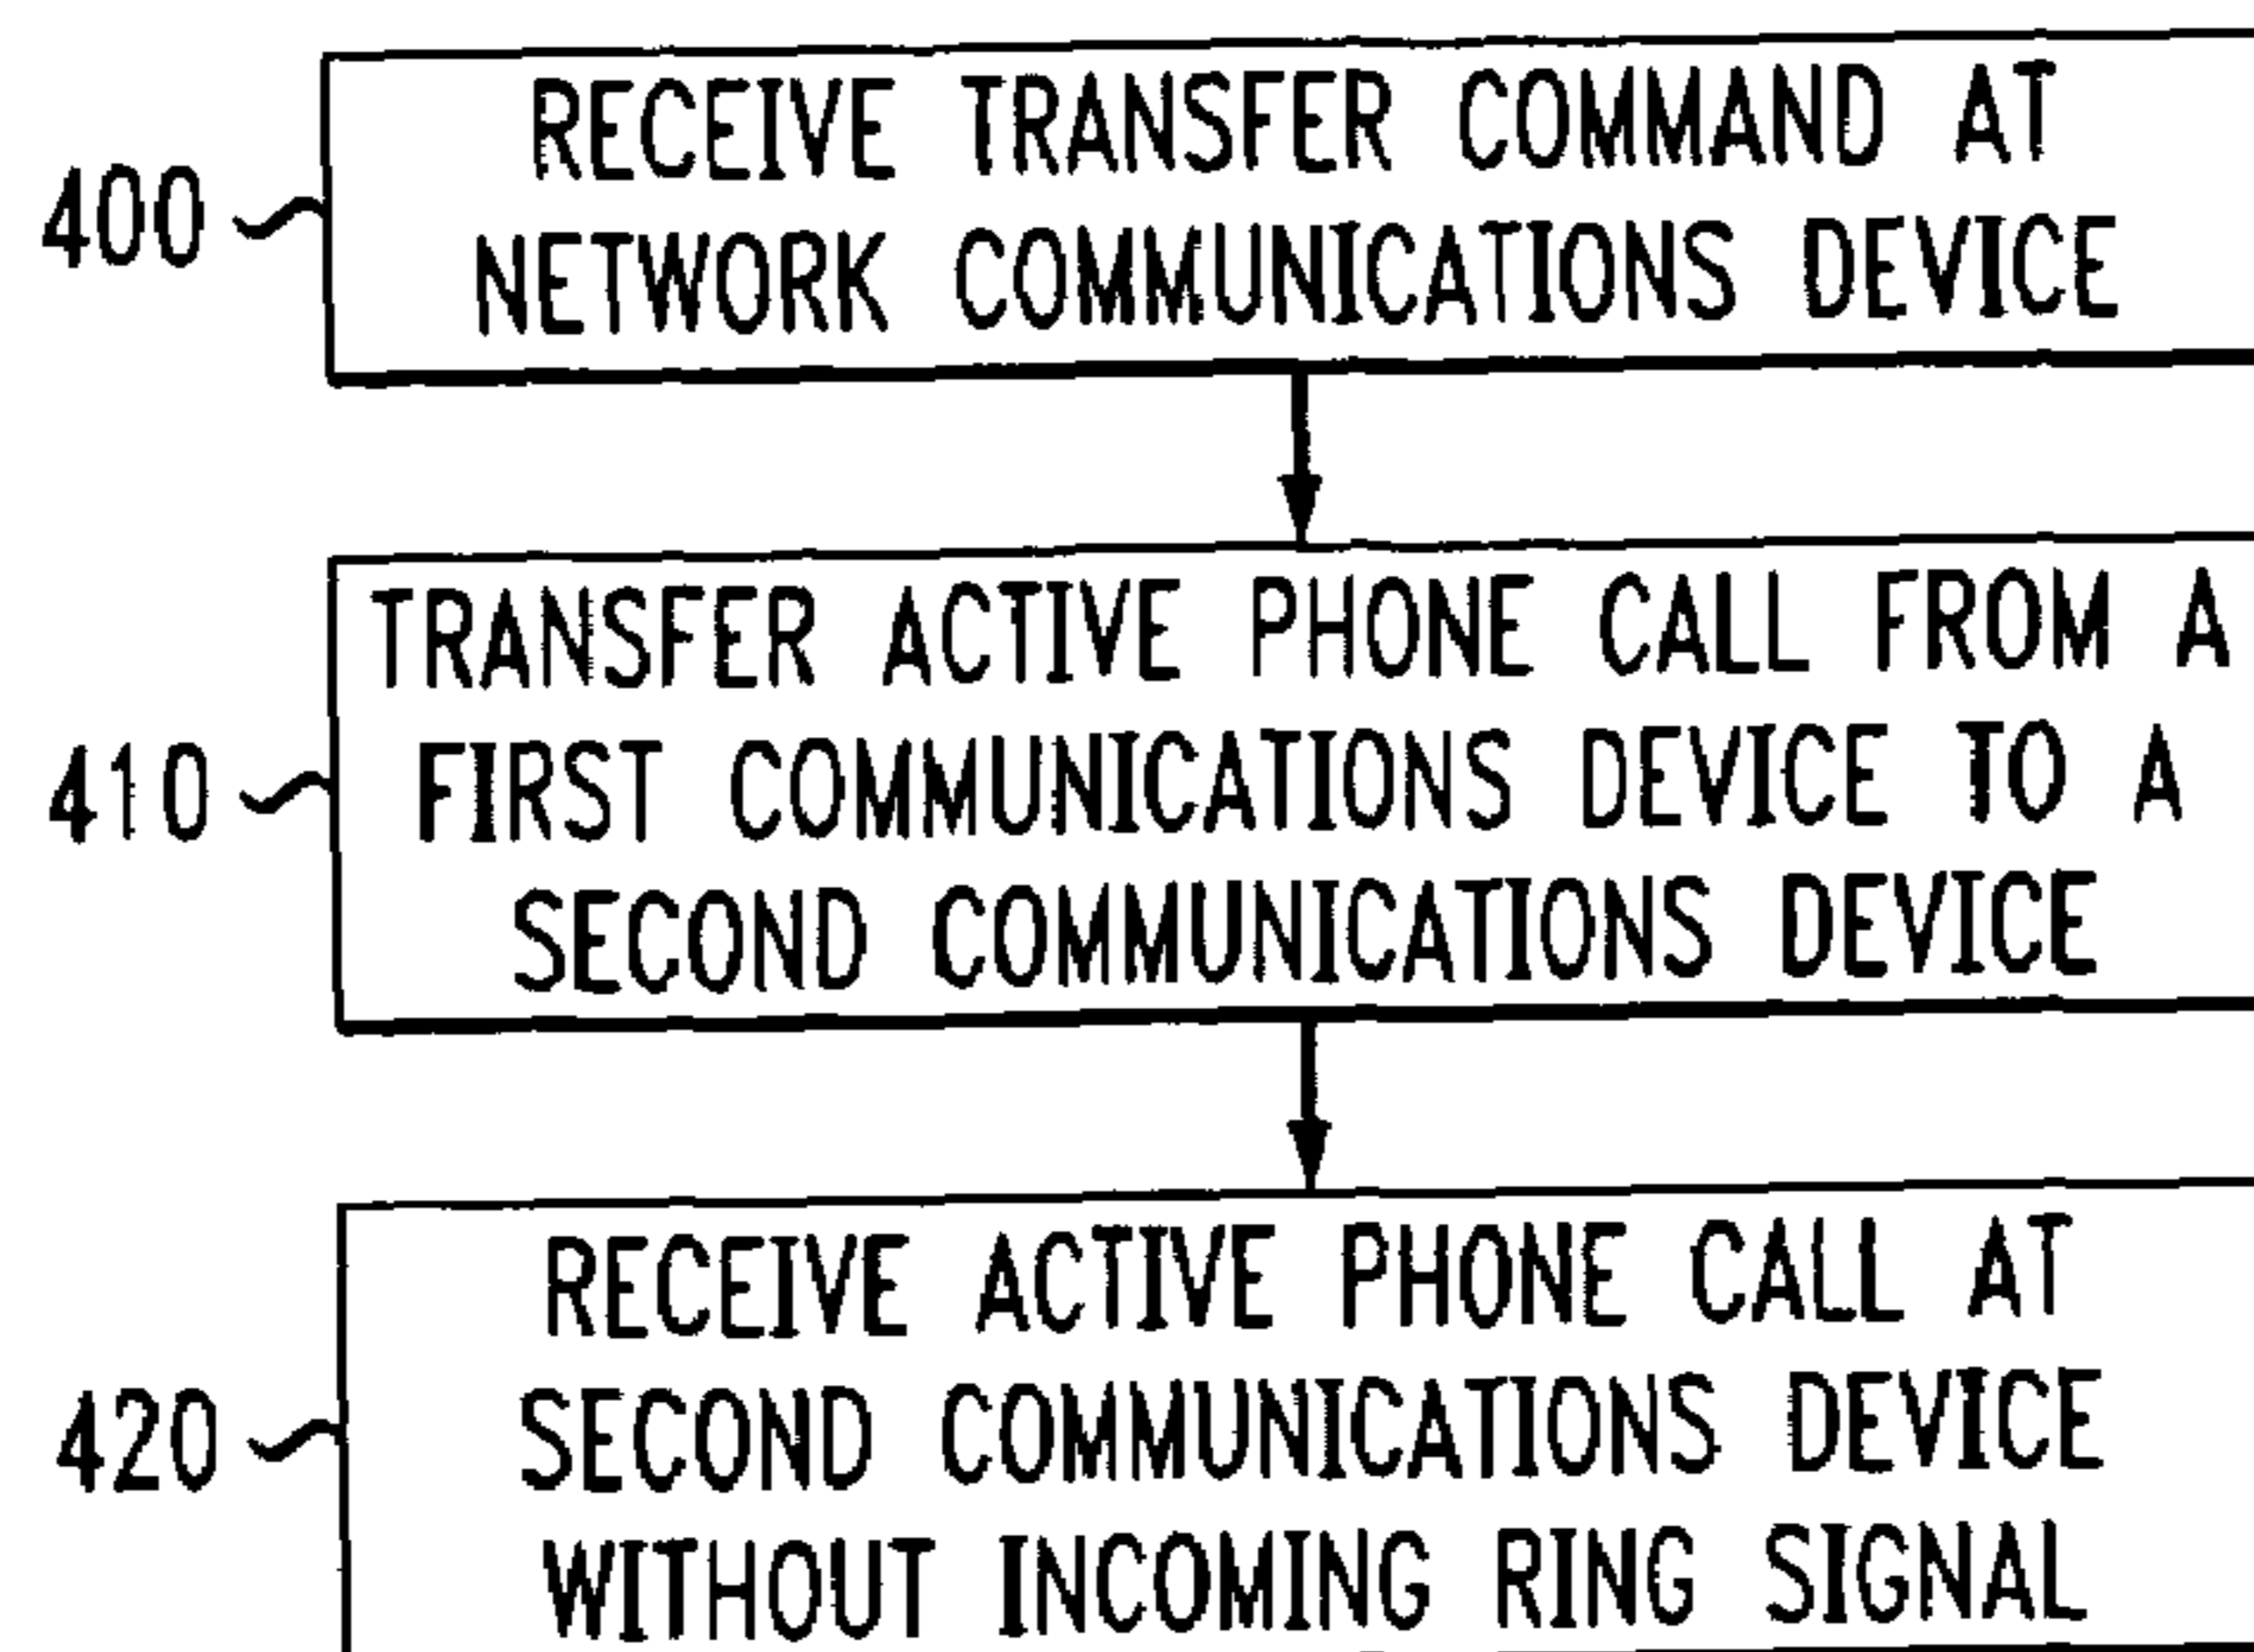 RECEIVE TRANSFER COMMAND AT
400
NETWORK COMMUNICATIONS DEVICE
TRANSFER ACTIVE PHONE CALL FROM A
410
FIRST COMMUNICATIONS DEVICE TO A
SECOND COMMUNICATIONS DEVICE
RECEIVE ACTIVE PHONE CALL AT
420
SECOND COMMUNICATIONS DEVICE
WITHOUT INCOMING RING SIGNAL